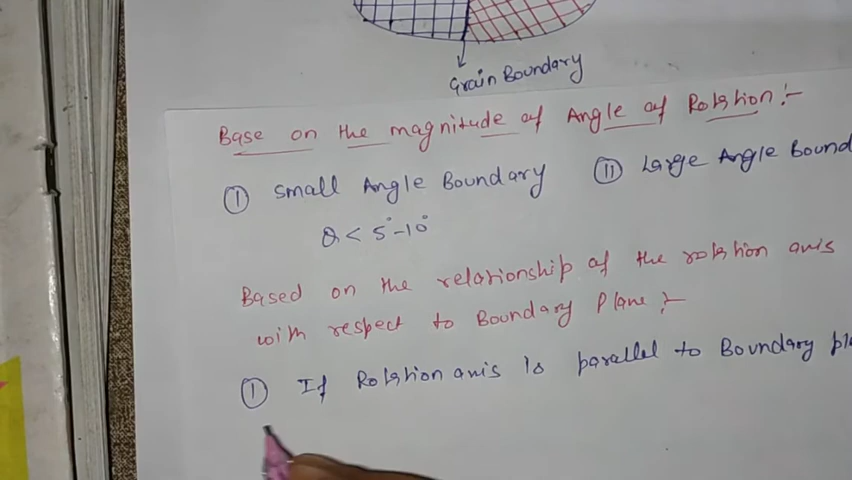 Grain Boundary
Base on the magnitude of Angle of Rotation :-
(I) Small Angle Boundary (II) Large Angle Bound
θ < 5°-10°
Based on the relationship of the rotation axis
with respect to Boundary Plane :-
(I) If Rotation axis is parallel to Boundary pla